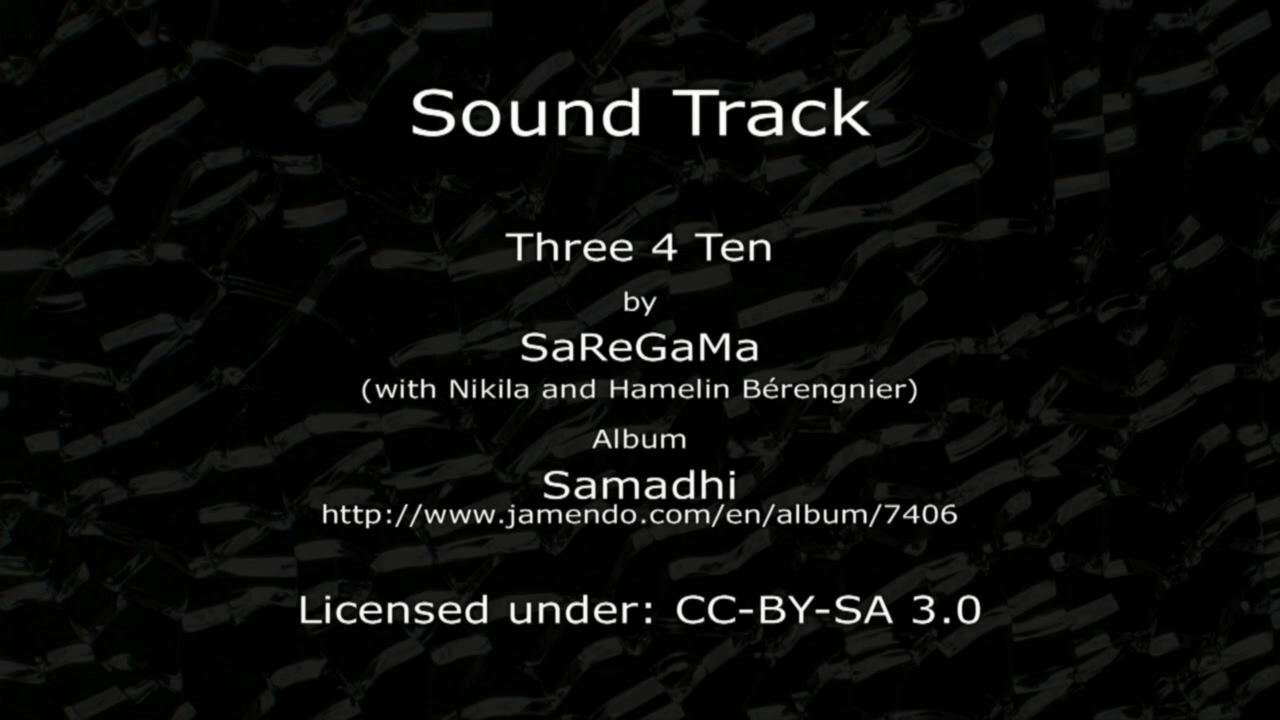 Sound Track
Three 4 Ten
by
SaReGaMa
(with Nikila and Hamelin Bérengnier)
Album
Samadhi
http://www.jamendo.com/en/album/7406
Licensed under: CC-BY-SA 3.0